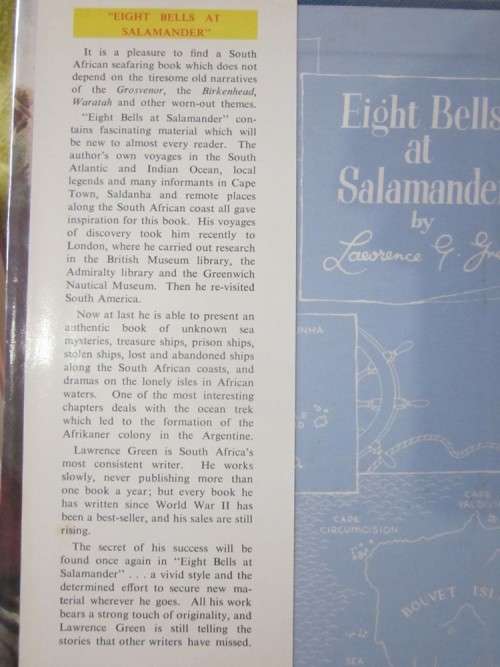 "EIGHT BELLS AT
SALAMANDER"
It is a pleasure to find a South
African seafaring book which does not
depend on the tiresome old narratives
of the Grosvenor, the Birkenhead,
Waratah and other worn-out themes.
"Eight Bells at Salamander" con-
tains fascinating material which will
be new to almost every reader. The
author's own voyages in the South
Atlantic and Indian Ocean, local
legends and many informants in Cape
Town, Saldanha and remote places
along the South African coast all gave
inspiration for this book. His voyages
of discovery took him recently to
London, where he carried out research
in the British Museum library, the
Admiralty library and the Greenwich
Nautical Museum. Then he re-visited
South America.
Now at last he is able to present an
authentic book of unknown sea
mysteries, treasure ships, prison ships,
stolen ships, lost and abandoned ships
along the South African coasts, and
dramas on the lonely isles in African
waters. One of the most interesting
chapters deals with the ocean trek
which led to the formation of the
Afrikaner colony in the Argentine.
Lawrence Green is South Africa's
most consistent writer. He works
slowly, never publishing more than
one book a year; but every book he
has written since World War II has
been a best-seller, and his sales are still
rising.
The secret of his success will be
found once again in "Eight Bells at
Salamander" . . . a vivid style and the
determined effort to secure new ma-
terial wherever he goes. All his work
bears a strong touch of originality, and
Lawrence Green is still telling the
stories that other writers have missed.
Eight Bells
at
Salamande
by
Lawrence G. Gre
NHA
CAPE
VALDIVIA
CAPE
CIRCUMCISION
BOUVET ISL